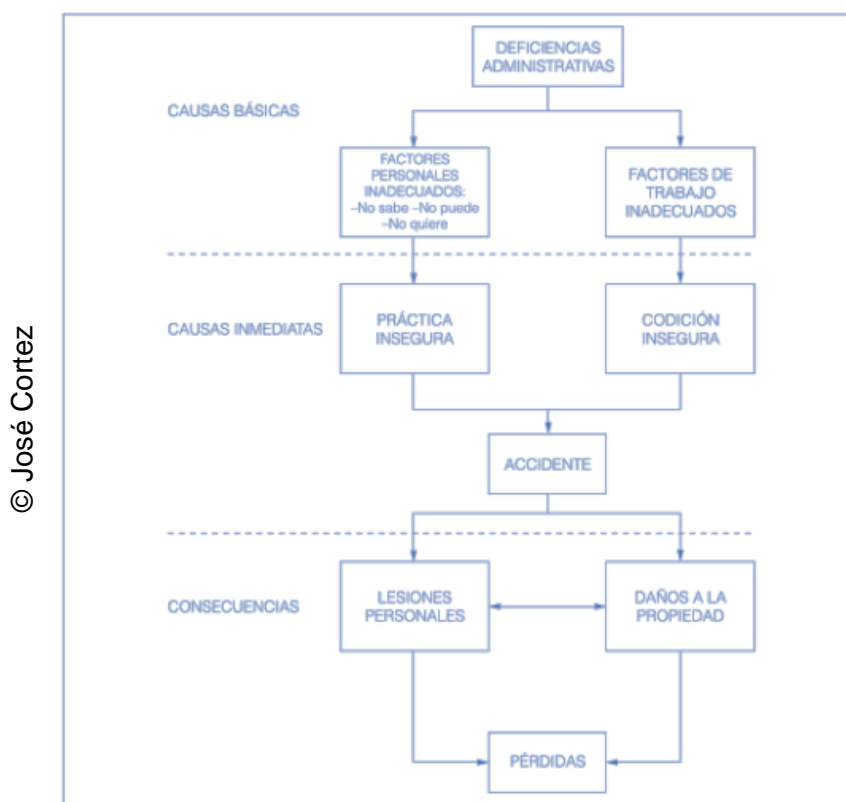 DEFICIENCIAS
ADMINISTRATIVAS
CAUSAS BÁSICAS
FACTORES
PERSONALES
INADECUADOS:
–No sabe –No puede
–No quiere
FACTORES DE
TRABAJO
INADECUADOS
CAUSAS INMEDIATAS
PRÁCTICA
INSEGURA
CODICIÓN
INSEGURA
ACCIDENTE
CONSECUENCIAS
LESIONES
PERSONALES
DAÑOS A LA
PROPIEDAD
PÉRDIDAS
© José Cortez